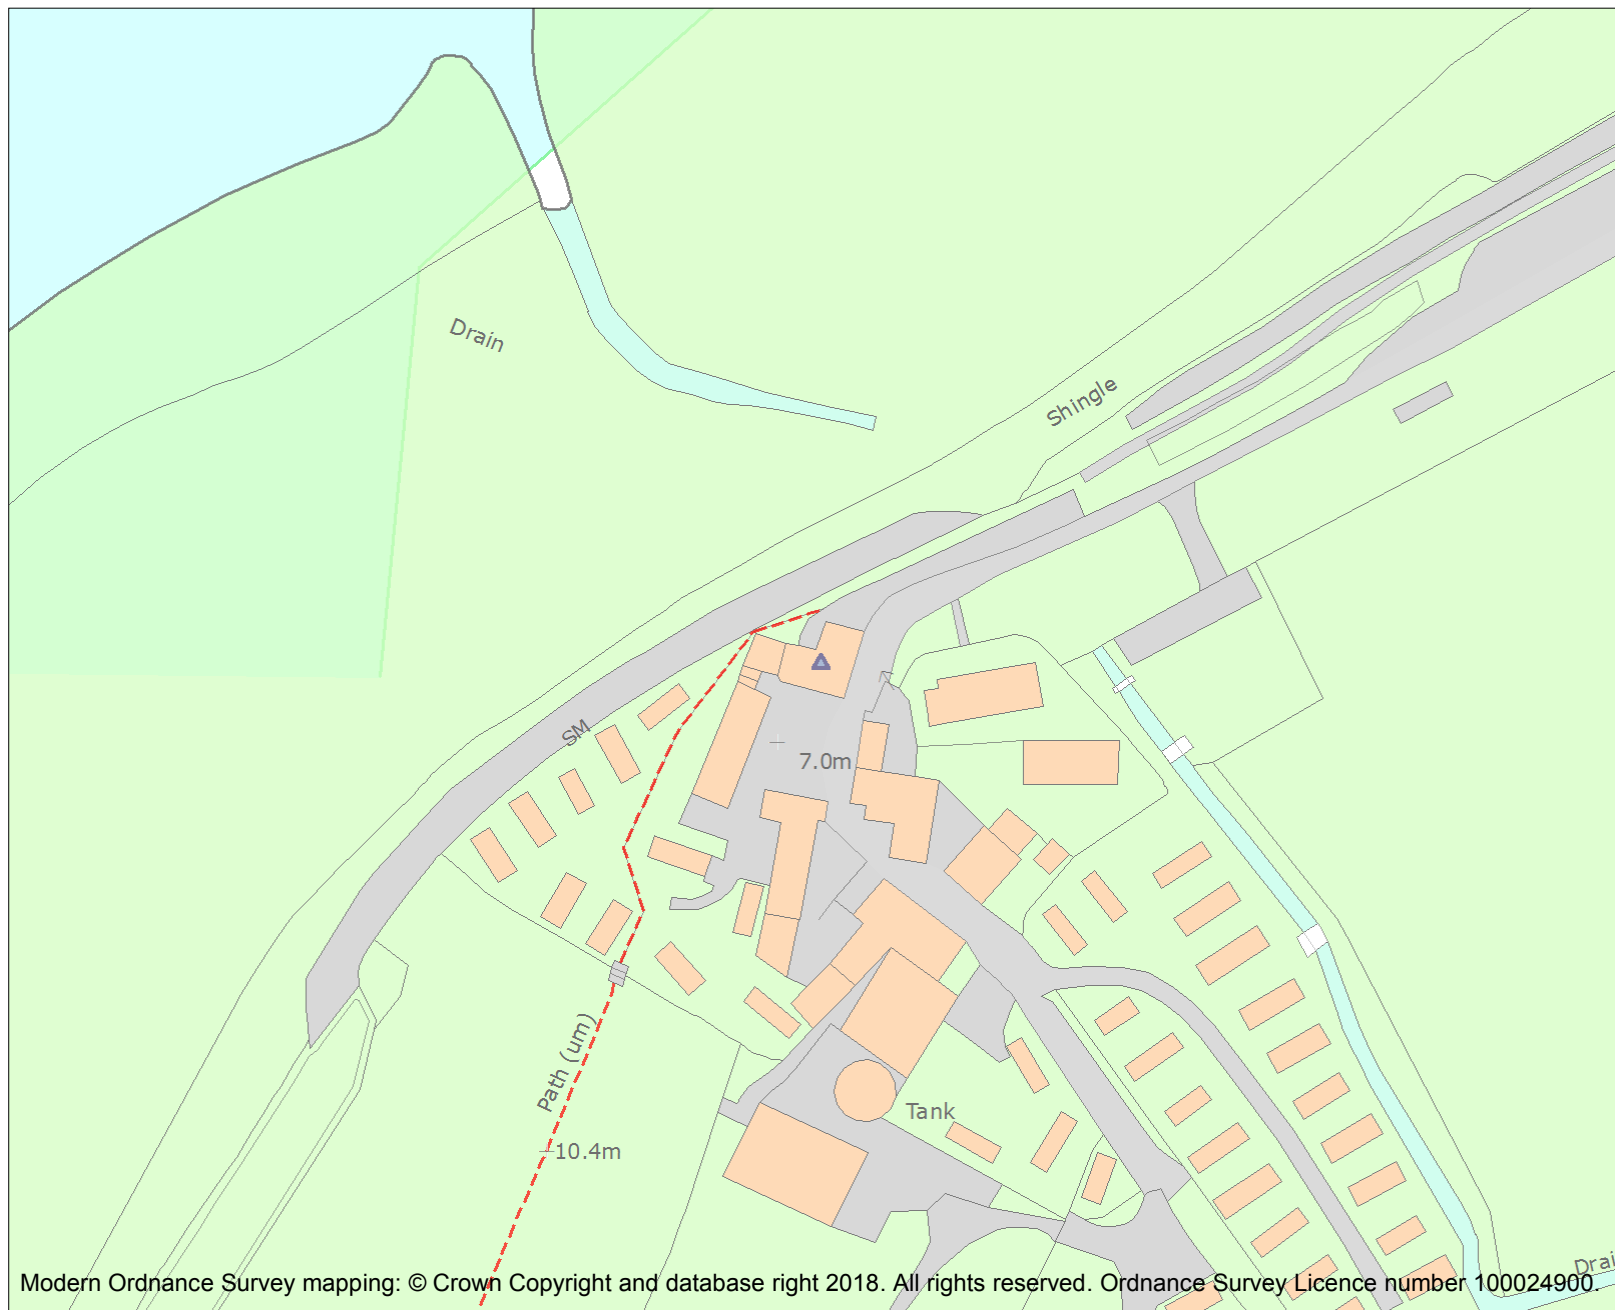 Drain
Shingle
SM
7.0m
Path (um)
Tank
10.4m
Drai
Modern Ordnance Survey mapping: © Crown Copyright and database right 2018. All rights reserved. Ordnance Survey Licence number 100024900.